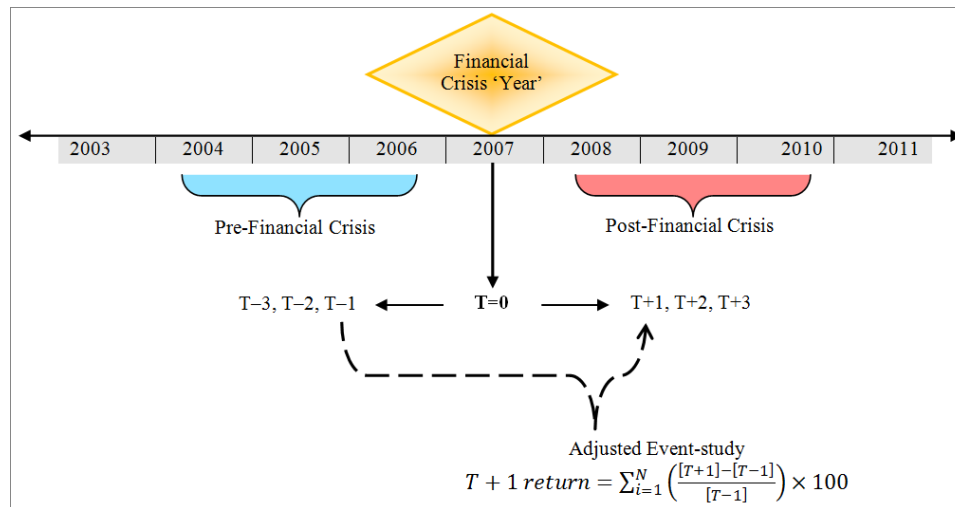 Financial
Crisis ‘Year’
2003 2004 2005 2006 2007 2008 2009 2010 2011
Pre-Financial Crisis Post-Financial Crisis
T−3, T−2, T−1 T=0 T+1, T+2, T+3
Adjusted Event-study
T + 1 return = ∑_{i=1}^{N} ([T+1]−[T−1] / [T−1]) × 100